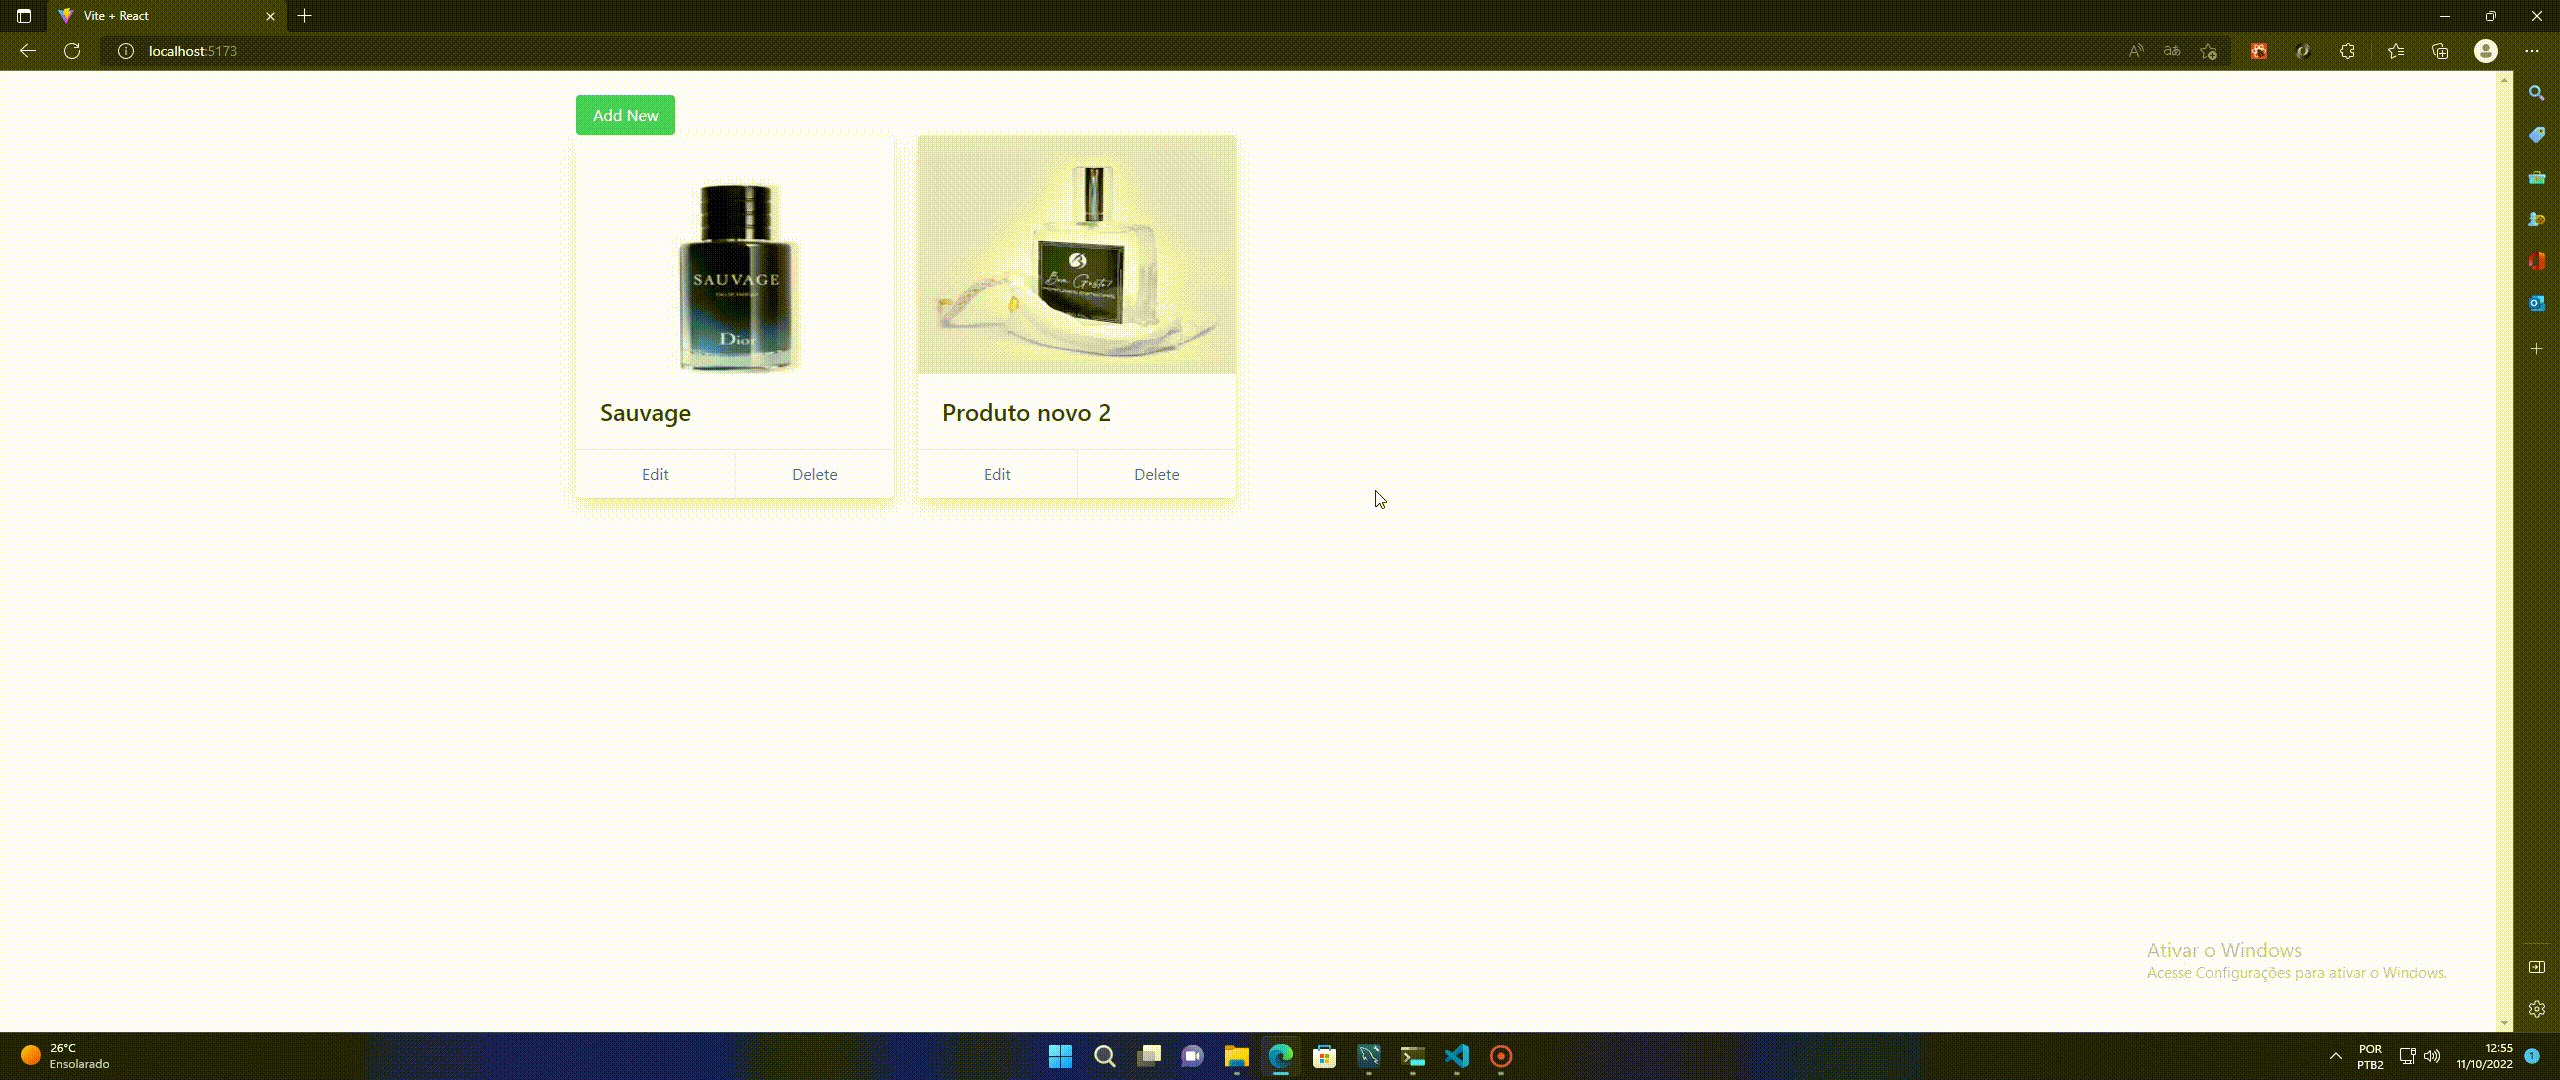 Vite + React
localhost:5173
Add New
SAUVAGE
Dior
Bon Gosto
Sauvage
Produto novo 2
Edit
Delete
Edit
Delete
Ativar o Windows
Acesse Configurações para ativar o Windows.
26°C
Ensolarado
POR
PTB2
12:55
11/10/2022
1